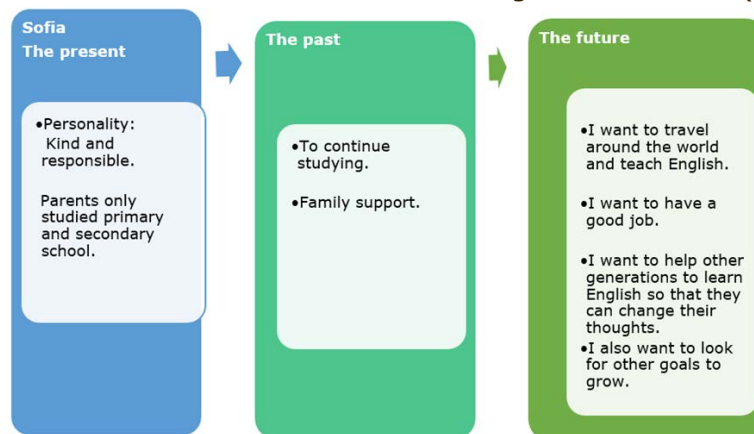 Sofia
The present
•Personality:
Kind and
responsible.
Parents only
studied primary
and secondary
school.
The past
•To continue
studying.
•Family support.
The future
•I want to travel
around the world
and teach English.
•I want to have a
good job.
•I want to help other
generations to learn
English so that they
can change their
thoughts.
•I also want to look
for other goals to
grow.